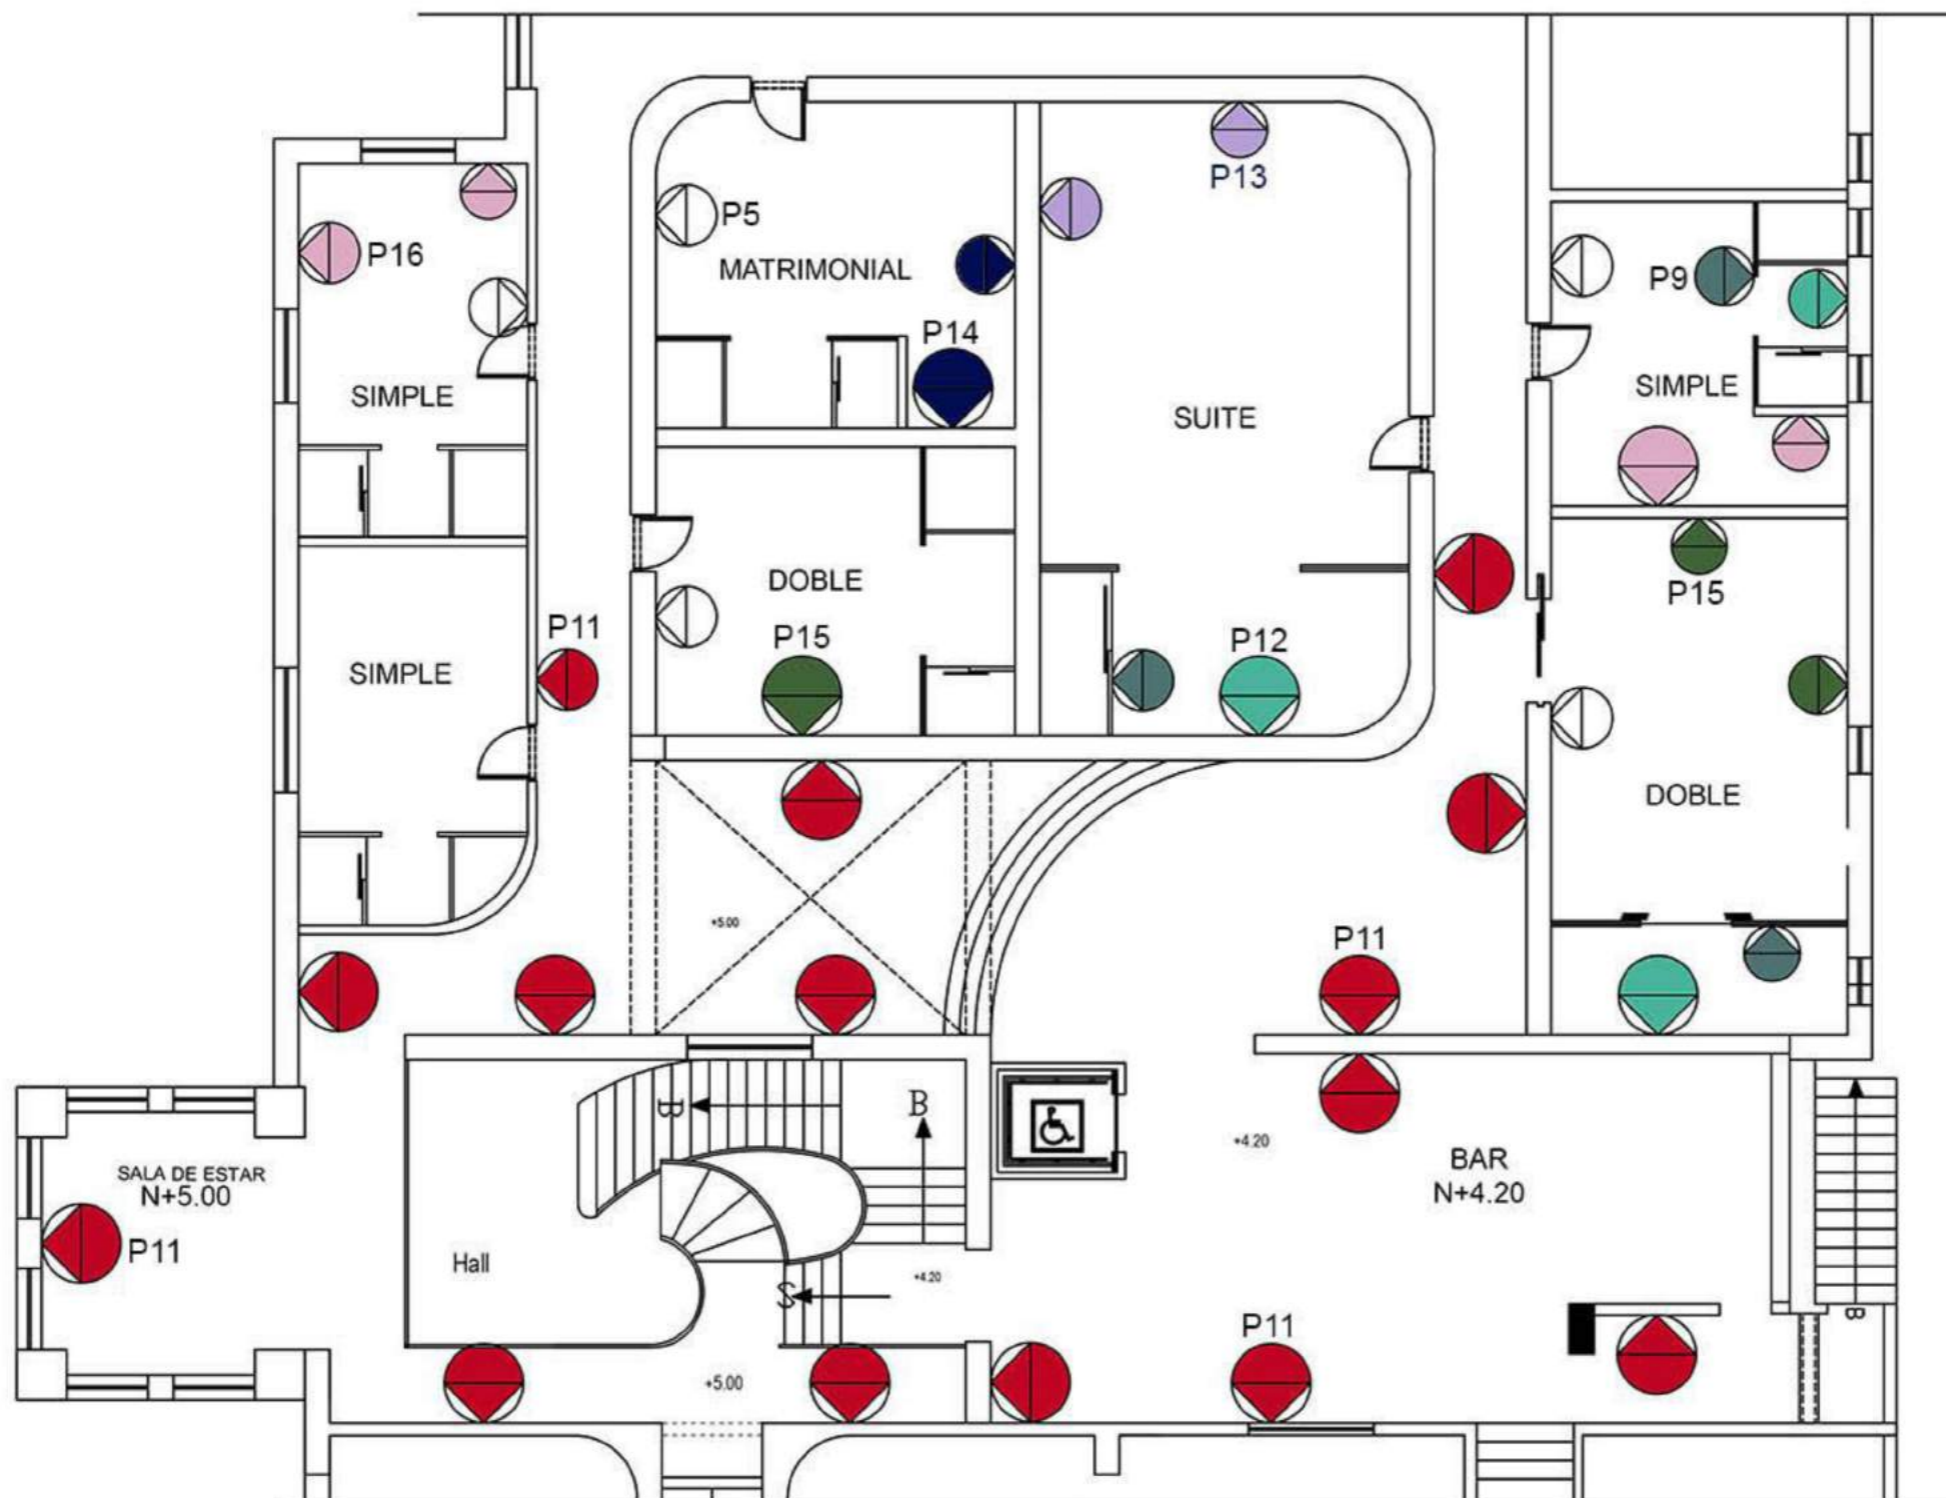 P13
P5
P16
MATRIMONIAL
P9
P14
SIMPLE
SIMPLE
SUITE
DOBLE
P15
P11
P15
P12
SIMPLE
DOBLE
+5.00
P11
B
B
+4.20
BAR
N+4.20
SALA DE ESTAR
N+5.00
P11
Hall
+4.20
S
B
P11
+5.00